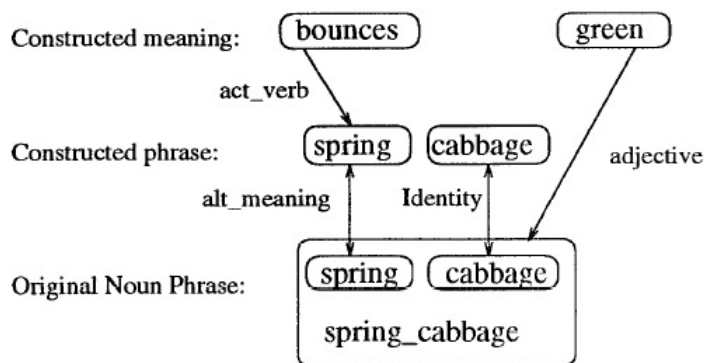 Constructed meaning: bounces green
act_verb
Constructed phrase: spring cabbage
adjective
alt_meaning Identity
Original Noun Phrase: spring cabbage
spring_cabbage